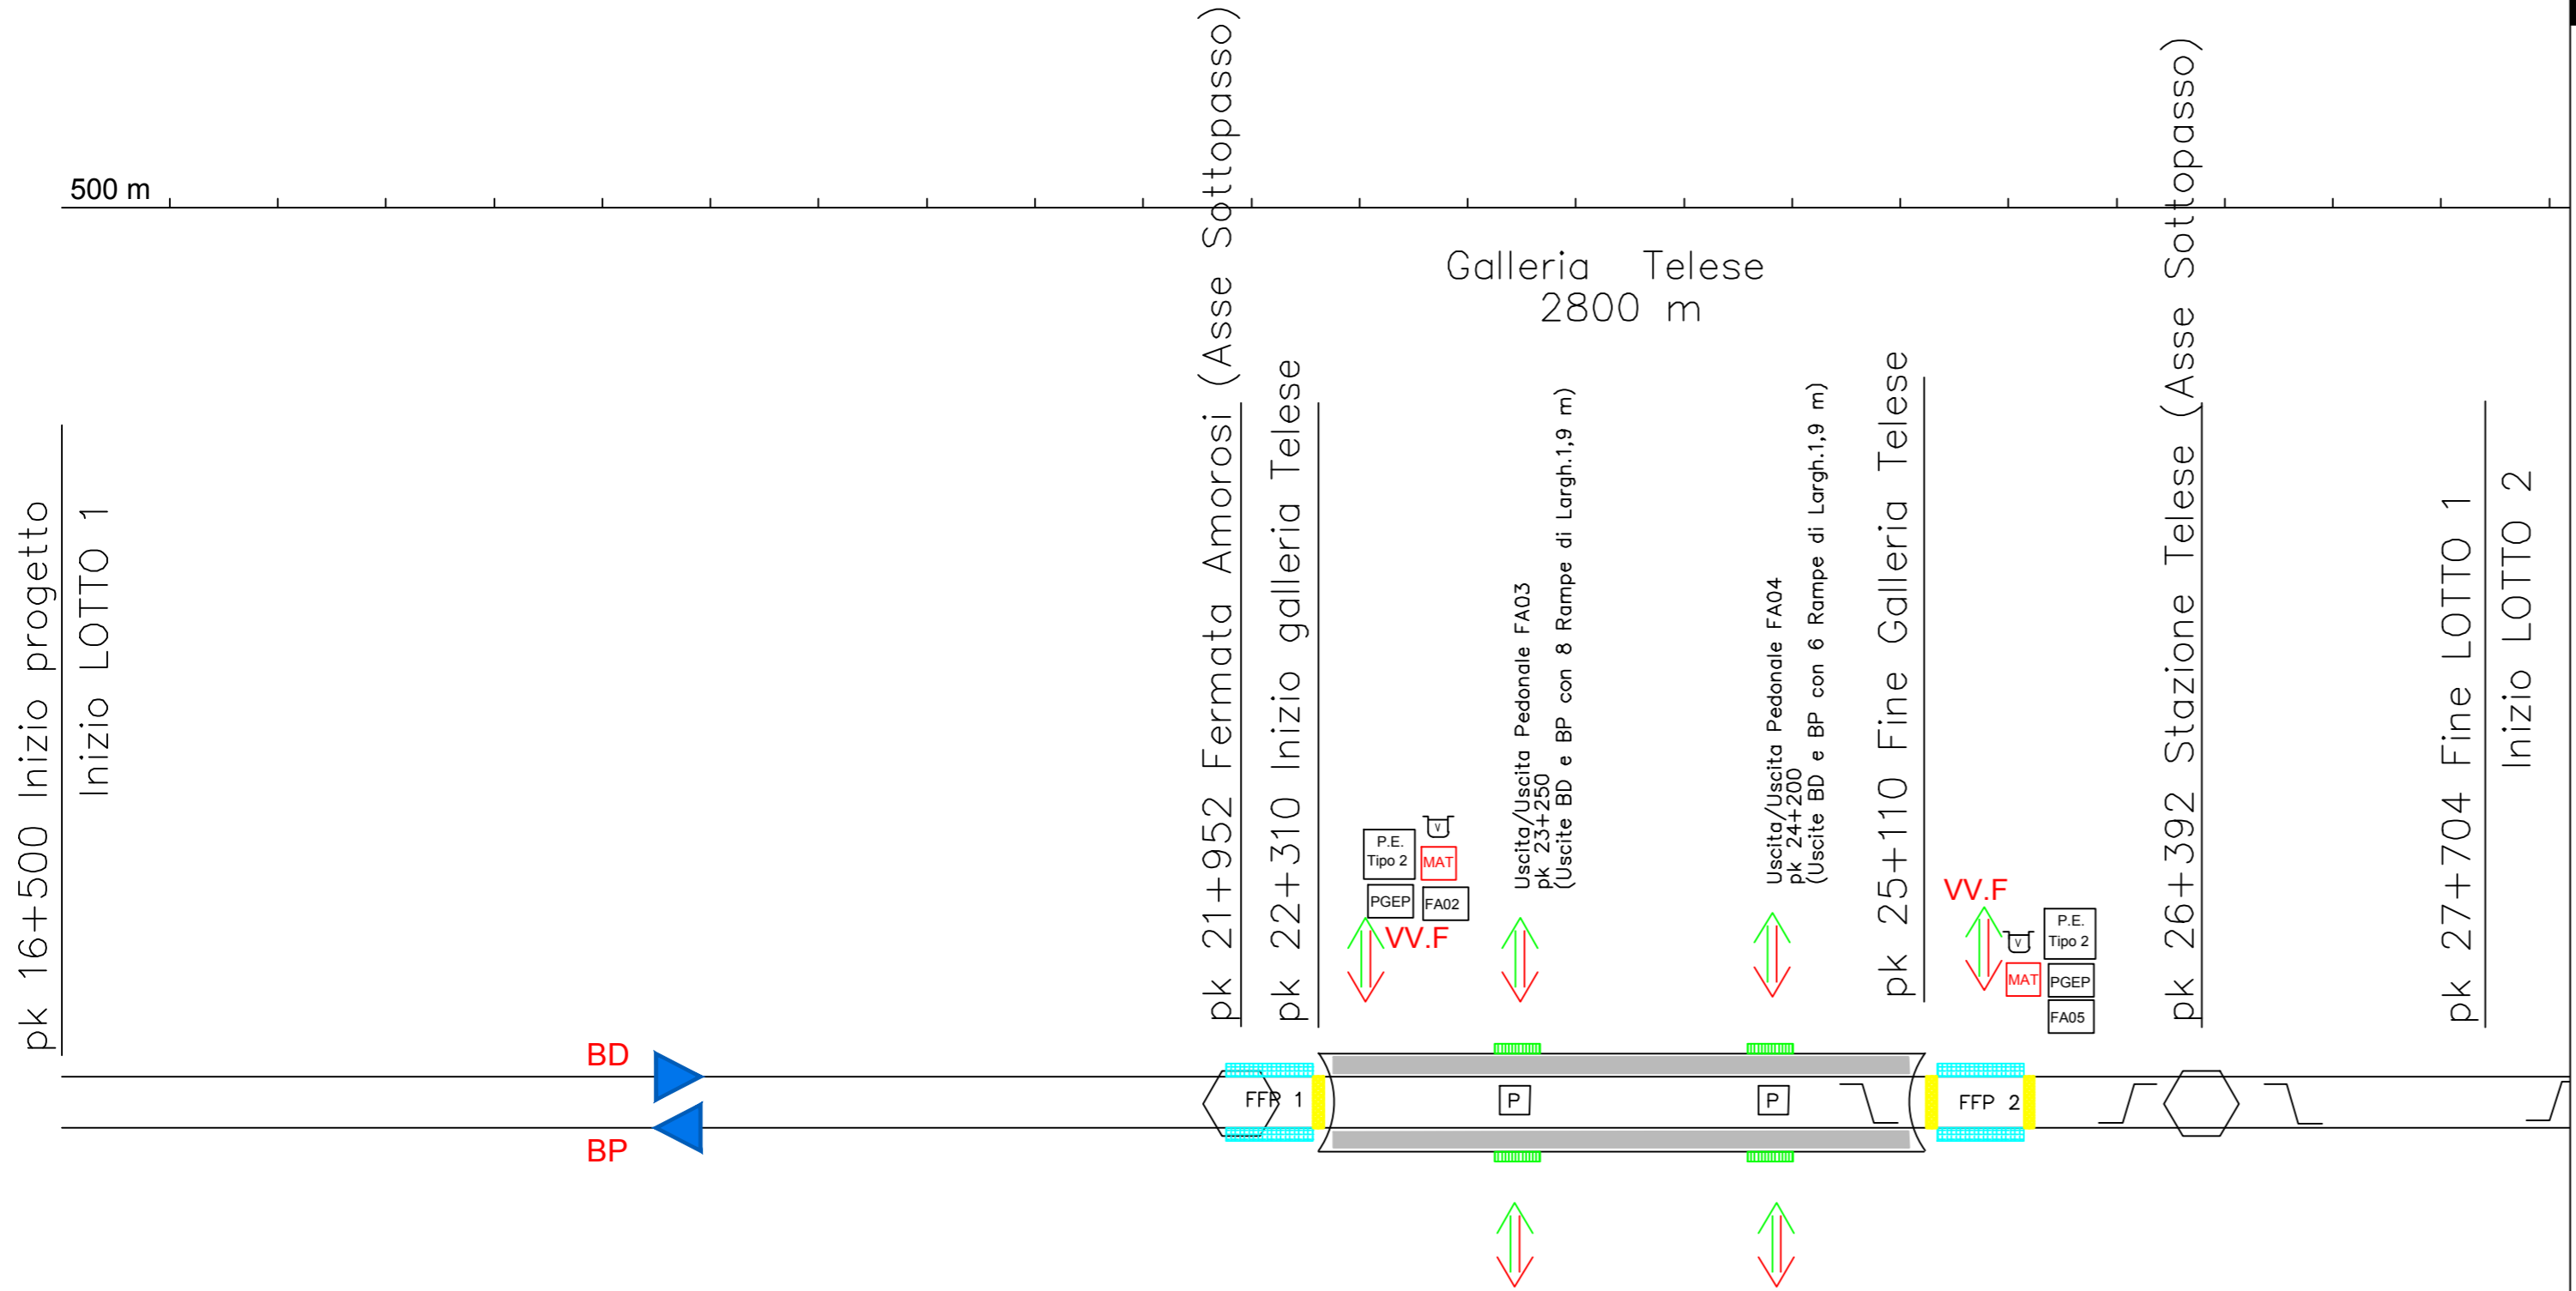 500 m
Galleria Telese
2800 m
pk 16+500 Inizio progetto
Inizio LOTTO 1
pk 21+952 Fermata Amorosi (Asse Sottopasso)
pk 22+310 Inizio galleria Telese
P.E.
Tipo 2
V
MAT
PGEP
FA02
VV.F
Uscita/Uscita Pedonale FA03
pk 23+250
(Uscite BD e BP con 8 Rampe di Largh.1,9 m)
Uscita/Uscita Pedonale FA04
pk 24+200
(Uscite BD e BP con 6 Rampe di Largh.1,9 m)
pk 25+110 Fine Galleria Telese
VV.F
V
P.E.
Tipo 2
MAT
PGEP
FA05
pk 26+392 Stazione Telese (Asse Sottopasso)
pk 27+704 Fine LOTTO 1
Inizio LOTTO 2
BD
BP
FFP 1
P
P
FFP 2